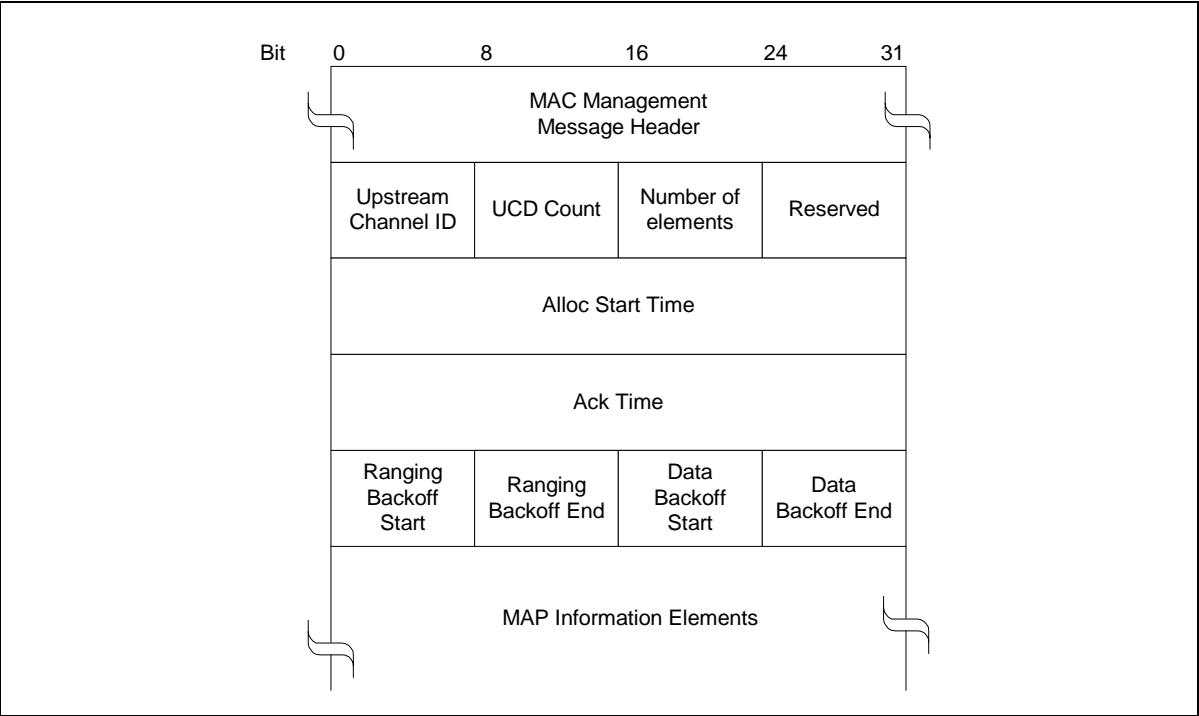 Bit 0 8 16 24 31
MAC Management
Message Header
Upstream
Channel ID
UCD Count
Number of
elements
Reserved
Alloc Start Time
Ack Time
Ranging
Backoff
Start
Ranging
Backoff End
Data
Backoff
Start
Data
Backoff End
MAP Information Elements